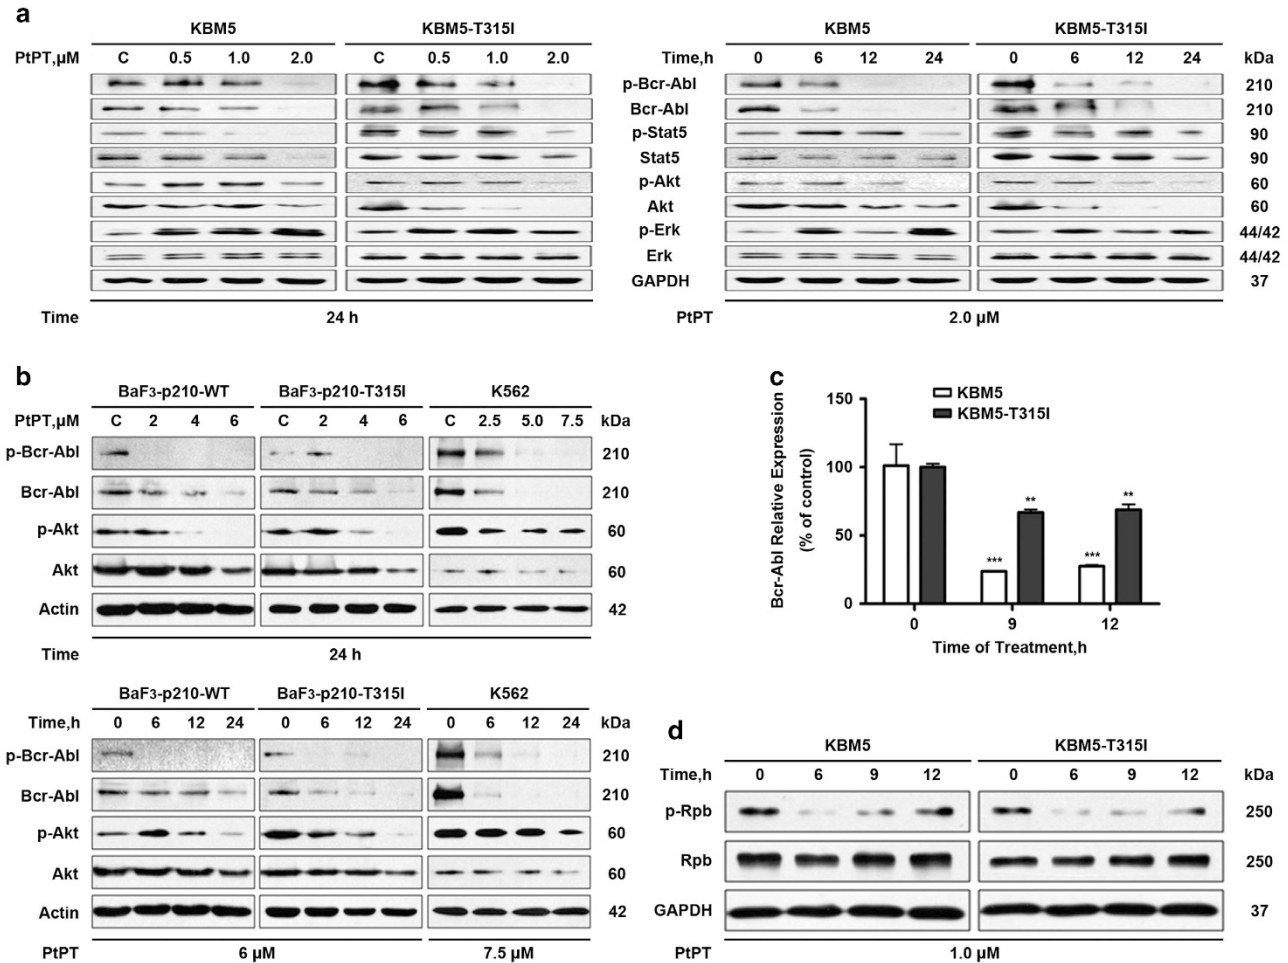 a
KBM5 KBM5-T315I KBM5 KBM5-T315I
PtPT,µM C 0.5 1.0 2.0 C 0.5 1.0 2.0 Time,h 0 6 12 24 0 6 12 24 kDa
p-Bcr-Abl 210
Bcr-Abl 210
p-Stat5 90
Stat5 90
p-Akt 60
Akt 60
p-Erk 44/42
Erk 44/42
GAPDH 37
Time 24 h PtPT 2.0 µM
b
BaF3-p210-WT BaF3-p210-T315I K562
PtPT,µM C 2 4 6 C 2 4 6 C 2.5 5.0 7.5 kDa
p-Bcr-Abl 210
Bcr-Abl 210
p-Akt 60
Akt 60
Actin 42
Time 24 h
BaF3-p210-WT BaF3-p210-T315I K562
Time,h 0 6 12 24 0 6 12 24 0 6 12 24 kDa
p-Bcr-Abl 210
Bcr-Abl 210
p-Akt 60
Akt 60
Actin 42
PtPT 6 µM 7.5 µM
c
KBM5
KBM5-T315I
Bcr-Abl Relative Expression
(% of control)
150
100
50
0
*** ** *** **
0 9 12
Time of Treatment,h
d
KBM5 KBM5-T315I
Time,h 0 6 9 12 0 6 9 12 kDa
p-Rpb 250
Rpb 250
GAPDH 37
PtPT 1.0 µM